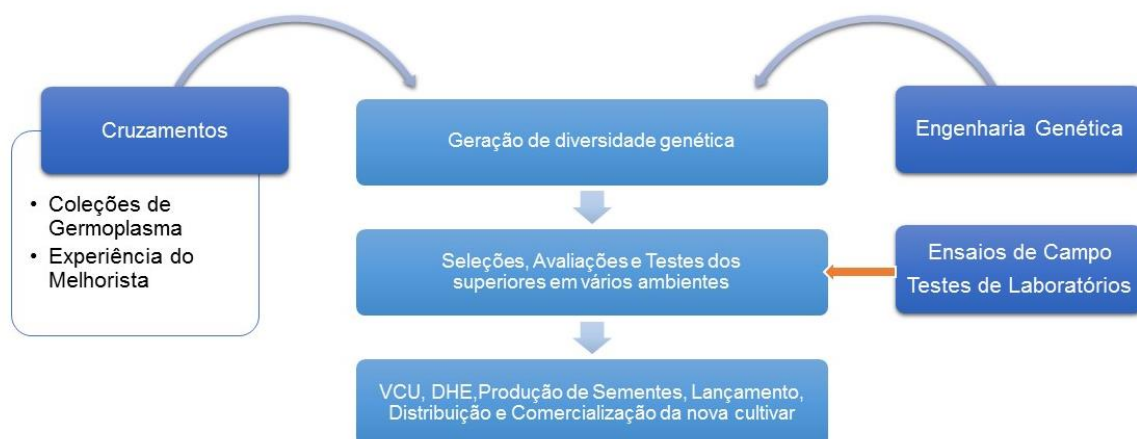 Cruzamentos
• Coleções de
Germoplasma
• Experiência do
Melhorista
Geração de diversidade genética
Engenharia Genética
Seleções, Avaliações e Testes dos
superiores em vários ambientes
Ensaios de Campo
Testes de Laboratórios
VCU, DHE,Produção de Sementes, Lançamento,
Distribuição e Comercialização da nova cultivar